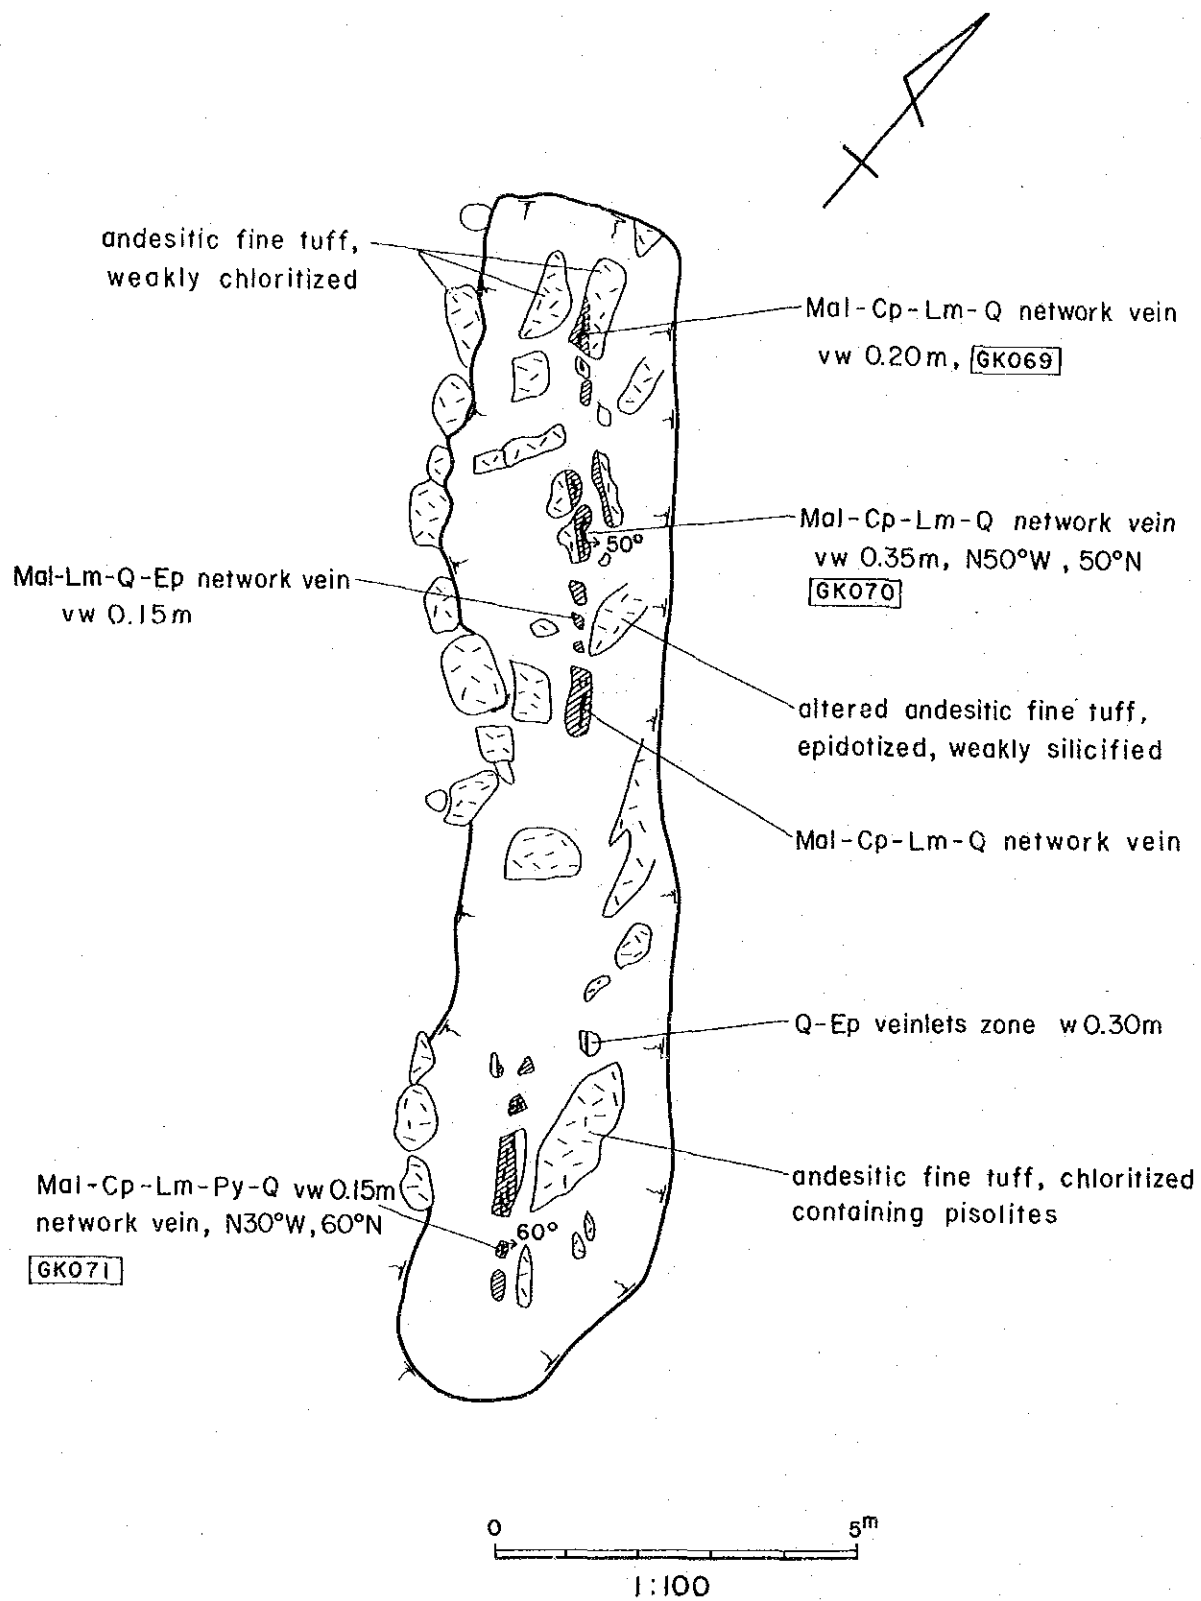 andesitic fine tuff,
weakly chloritized
Mal-Cp-Lm-Q network vein
vw 0.20m, GK069
Mal-Cp-Lm-Q network vein
vw 0.35m, N50°W, 50°N
GK070
50°
Mal-Lm-Q-Ep network vein
vw 0.15m
altered andesitic fine tuff,
epidotized, weakly silicified
Mal-Cp-Lm-Q network vein
Q-Ep veinlets zone w 0.30m
andesitic fine tuff, chloritized
containing pisolites
Mal-Cp-Lm-Py-Q vw 0.15m
network vein, N30°W, 60°N
GK071
60°
0 5m
1:100